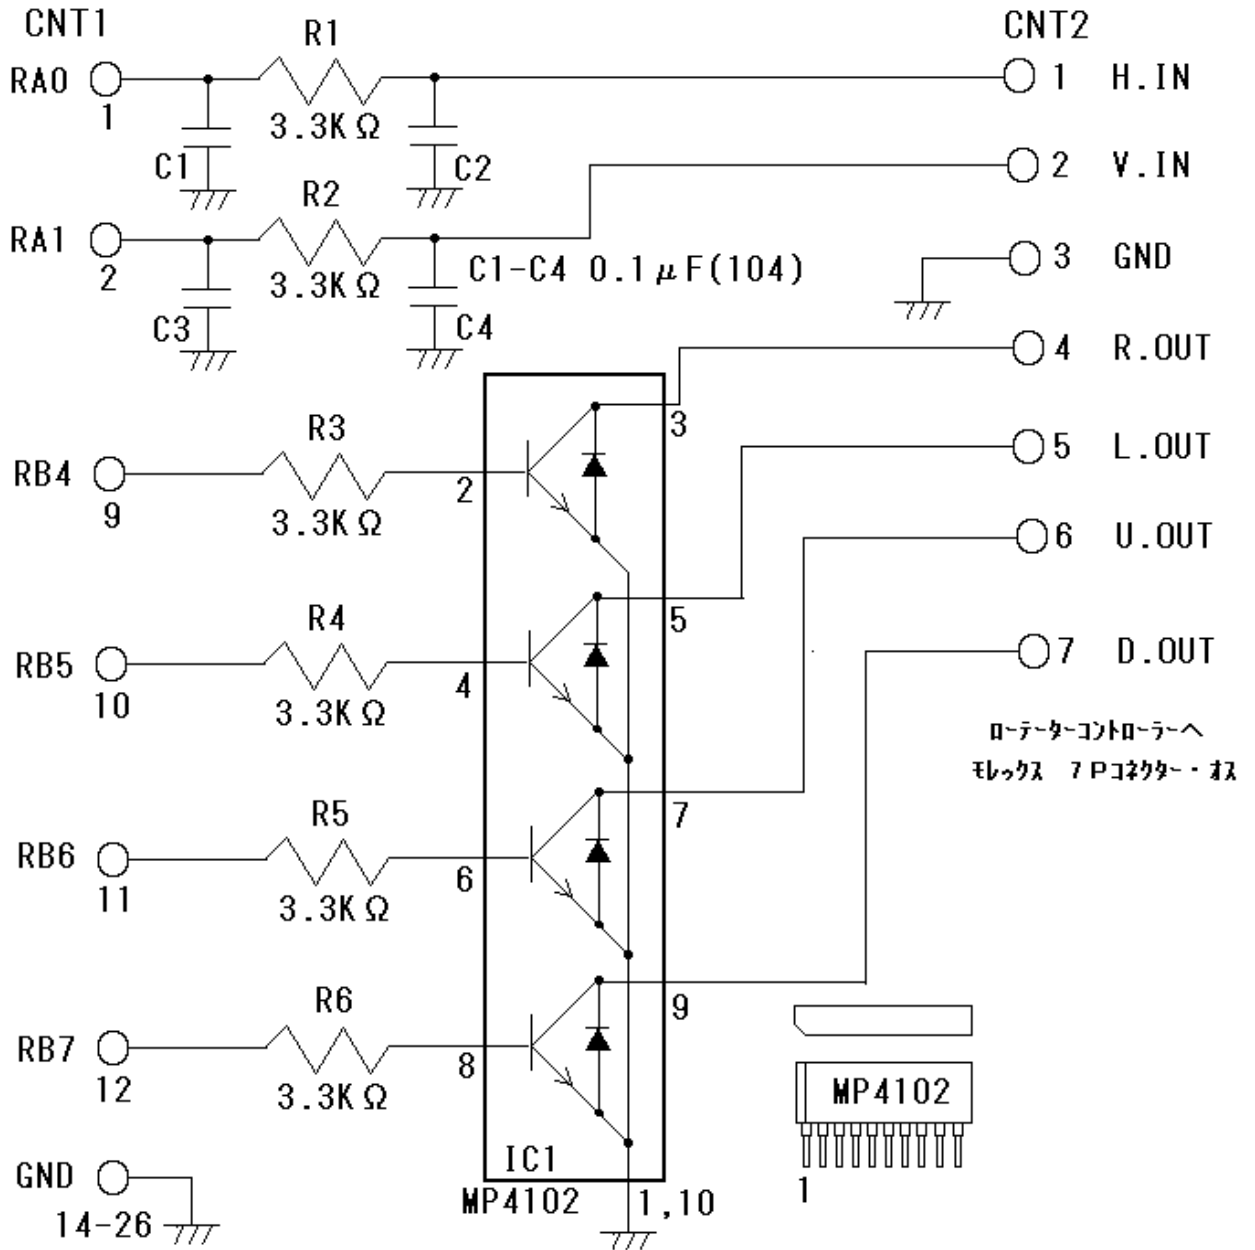 CNT1
R1
CNT2
RA0
1
3.3KΩ
1 H.IN
C1
C2
2 V.IN
R2
RA1
2
3.3KΩ
C1-C4 0.1μF(104)
3 GND
C3
C4
4 R.OUT
3
R3
5 L.OUT
RB4
9
3.3KΩ
2
6 U.OUT
R4
5
7 D.OUT
RB5
10
3.3KΩ
4
ﾛｰﾃｰﾀｰｺﾝﾄﾛｰﾗｰへ
ﾓﾚｯｸｽ 7Pｺﾈｸﾀｰ・ｵｽ
R5
7
RB6
11
3.3KΩ
6
R6
9
RB7
12
3.3KΩ
8
MP4102
IC1
GND
14-26
MP4102
1,10
1